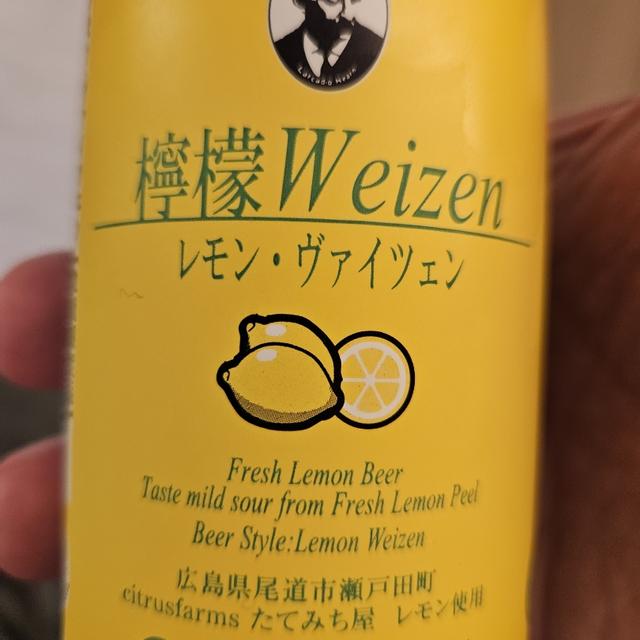 Lafcadio Hearn
檸檬Weizen
レモン・ヴァイツェン
Fresh Lemon Beer
Taste mild sour from Fresh Lemon Peel
Beer Style:Lemon Weizen
広島県尾道市瀬戸田町
citrusfarms たてみち屋 レモン使用